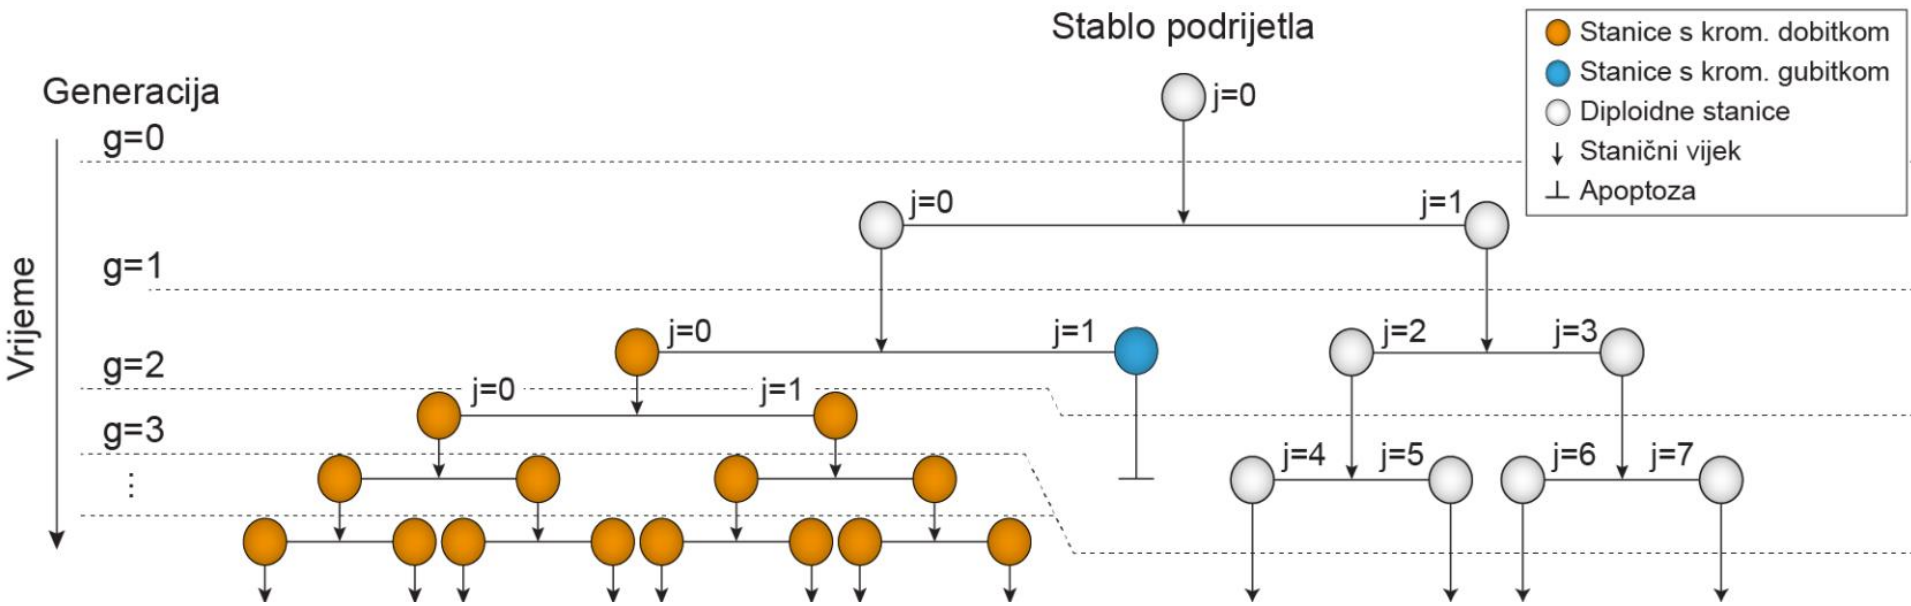 Stablo podrijetla
Stanice s krom. dobitkom
Stanice s krom. gubitkom
Diploidne stanice
Stanični vijek
Apoptoza
Generacija
Vrijeme
g=0
j=0
j=0
j=1
g=1
j=0
j=1
j=2
j=3
g=2
j=0
j=1
g=3
j=4
j=5
j=6
j=7
⋮